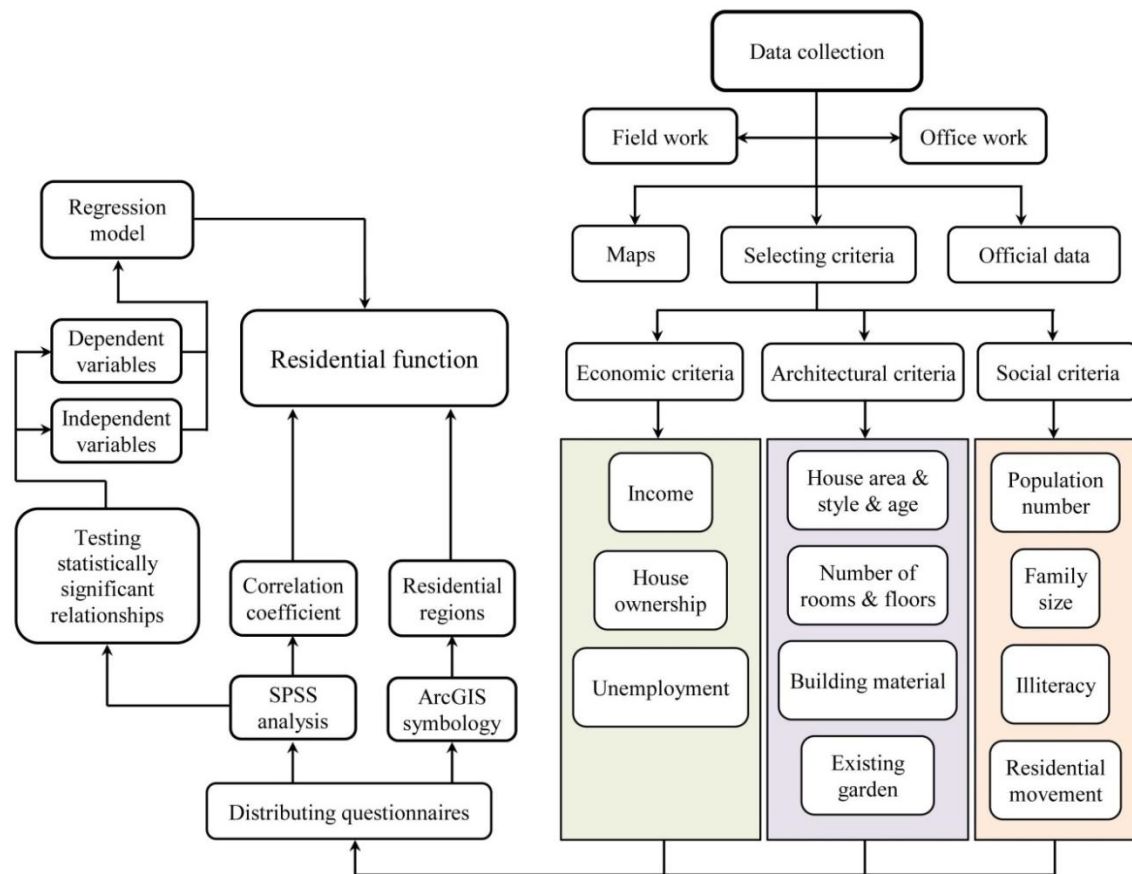 Data collection
Field work
Office work
Maps
Selecting criteria
Official data
Economic criteria
Architectural criteria
Social criteria
Income
House
ownership
Unemployment
House area &
style & age
Number of
rooms & floors
Building material
Existing
garden
Population
number
Family
size
Illiteracy
Residential
movement
Distributing questionnaires
SPSS
analysis
ArcGIS
symbology
Correlation
coefficient
Residential
regions
Testing
statistically
significant
relationships
Dependent
variables
Independent
variables
Regression
model
Residential function